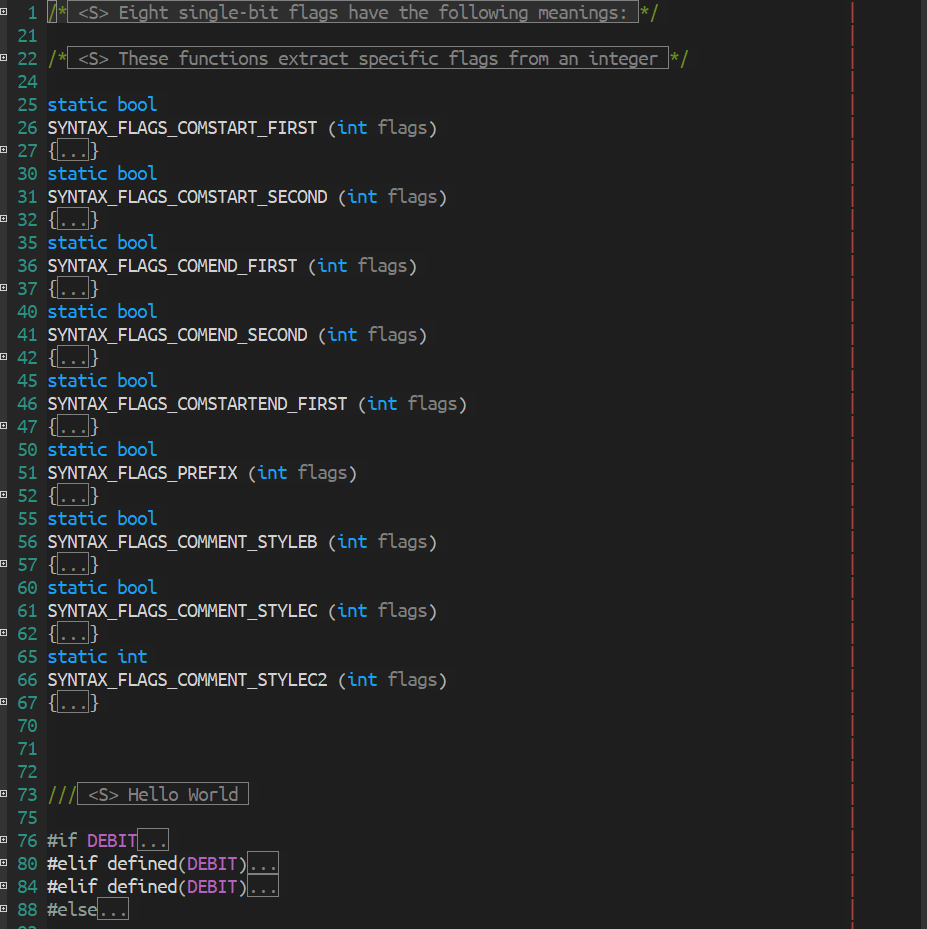 1 /* <S> Eight single-bit flags have the following meanings: */
21
22 /* <S> These functions extract specific flags from an integer */
24
25 static bool
26 SYNTAX_FLAGS_COMSTART_FIRST (int flags)
27 {...}
30 static bool
31 SYNTAX_FLAGS_COMSTART_SECOND (int flags)
32 {...}
35 static bool
36 SYNTAX_FLAGS_COMEND_FIRST (int flags)
37 {...}
40 static bool
41 SYNTAX_FLAGS_COMEND_SECOND (int flags)
42 {...}
45 static bool
46 SYNTAX_FLAGS_COMSTARTEND_FIRST (int flags)
47 {...}
50 static bool
51 SYNTAX_FLAGS_PREFIX (int flags)
52 {...}
55 static bool
56 SYNTAX_FLAGS_COMMENT_STYLEB (int flags)
57 {...}
60 static bool
61 SYNTAX_FLAGS_COMMENT_STYLEC (int flags)
62 {...}
65 static int
66 SYNTAX_FLAGS_COMMENT_STYLEC2 (int flags)
67 {...}
70
71
72
73 /// <S> Hello World
75
76 #if DEBIT...
80 #elif defined(DEBIT)...
84 #elif defined(DEBIT)...
88 #else...